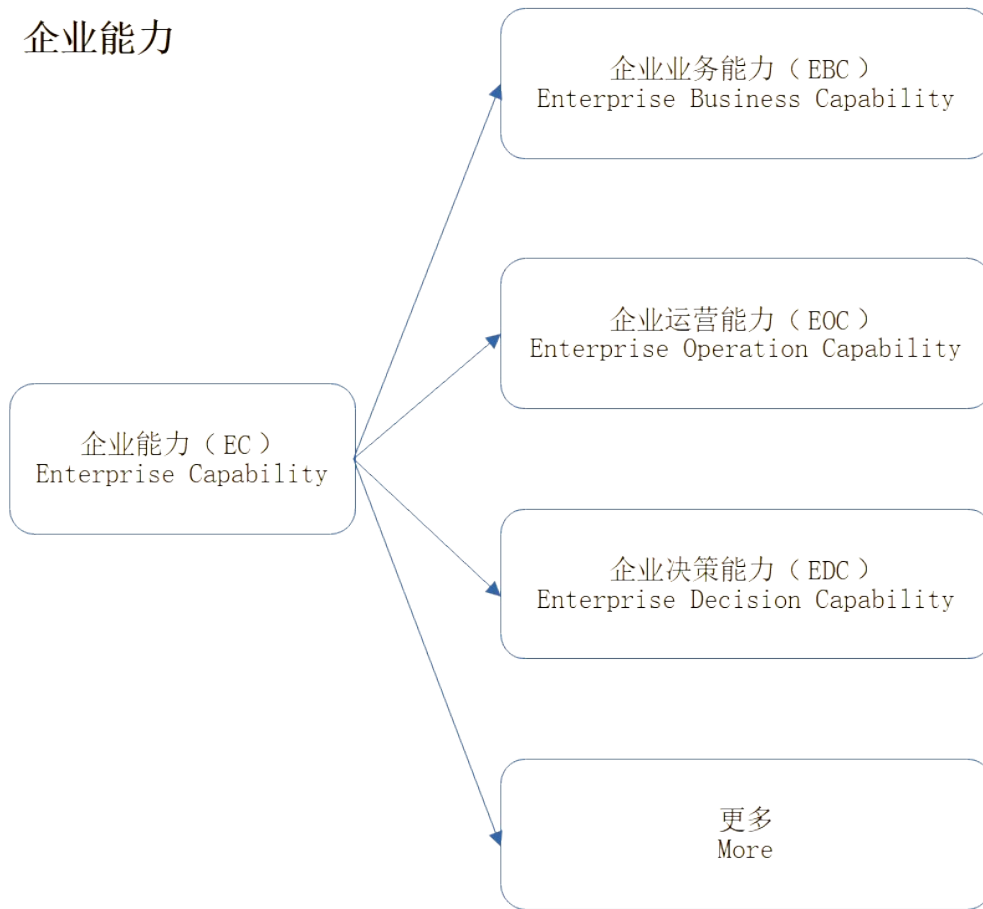 企业能力
企业业务能力（EBC）
Enterprise Business Capability
企业运营能力（EOC）
Enterprise Operation Capability
企业能力（EC）
Enterprise Capability
企业决策能力（EDC）
Enterprise Decision Capability
更多
More